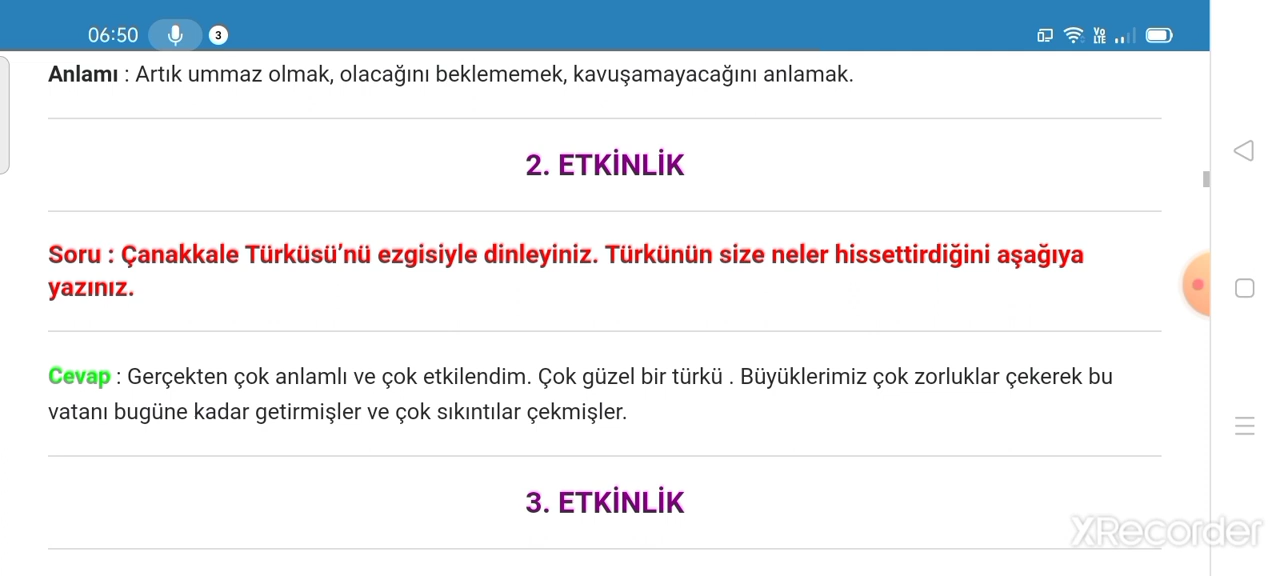 06:50
3
Vo
LTE
Anlamı : Artık ummaz olmak, olacağını beklememek, kavuşamayacağını anlamak.
2. ETKİNLİK
Soru : Çanakkale Türküsü’nü ezgisiyle dinleyiniz. Türkünün size neler hissettirdiğini aşağıya
yazınız.
Cevap : Gerçekten çok anlamlı ve çok etkilendim. Çok güzel bir türkü . Büyüklerimiz çok zorluklar çekerek bu
vatanı bugüne kadar getirmişler ve çok sıkıntılar çekmişler.
3. ETKİNLİK
XRecorder